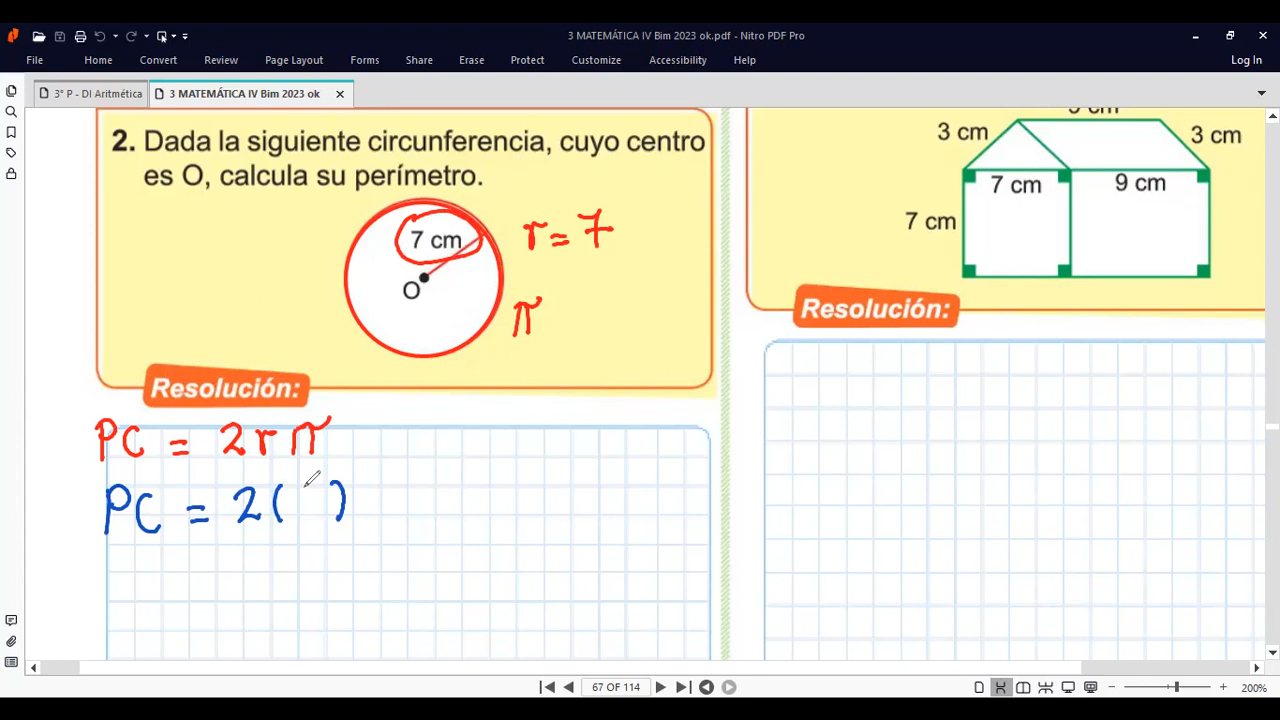 3 MATEMÁTICA IV Bim 2023 ok.pdf - Nitro PDF Pro
File Home Convert Review Page Layout Forms Share Erase Protect Customize Accessibility Help Log In
3° P - DI Aritmética
3 MATEMÁTICA IV Bim 2023 ok
2. Dada la siguiente circunferencia, cuyo centro
es O, calcula su perímetro.
7 cm
O
r = 7
π
Resolución:
PC = 2 r π
PC = 2 ( )
3 cm
3 cm
7 cm
9 cm
7 cm
Resolución:
67 OF 114
200%